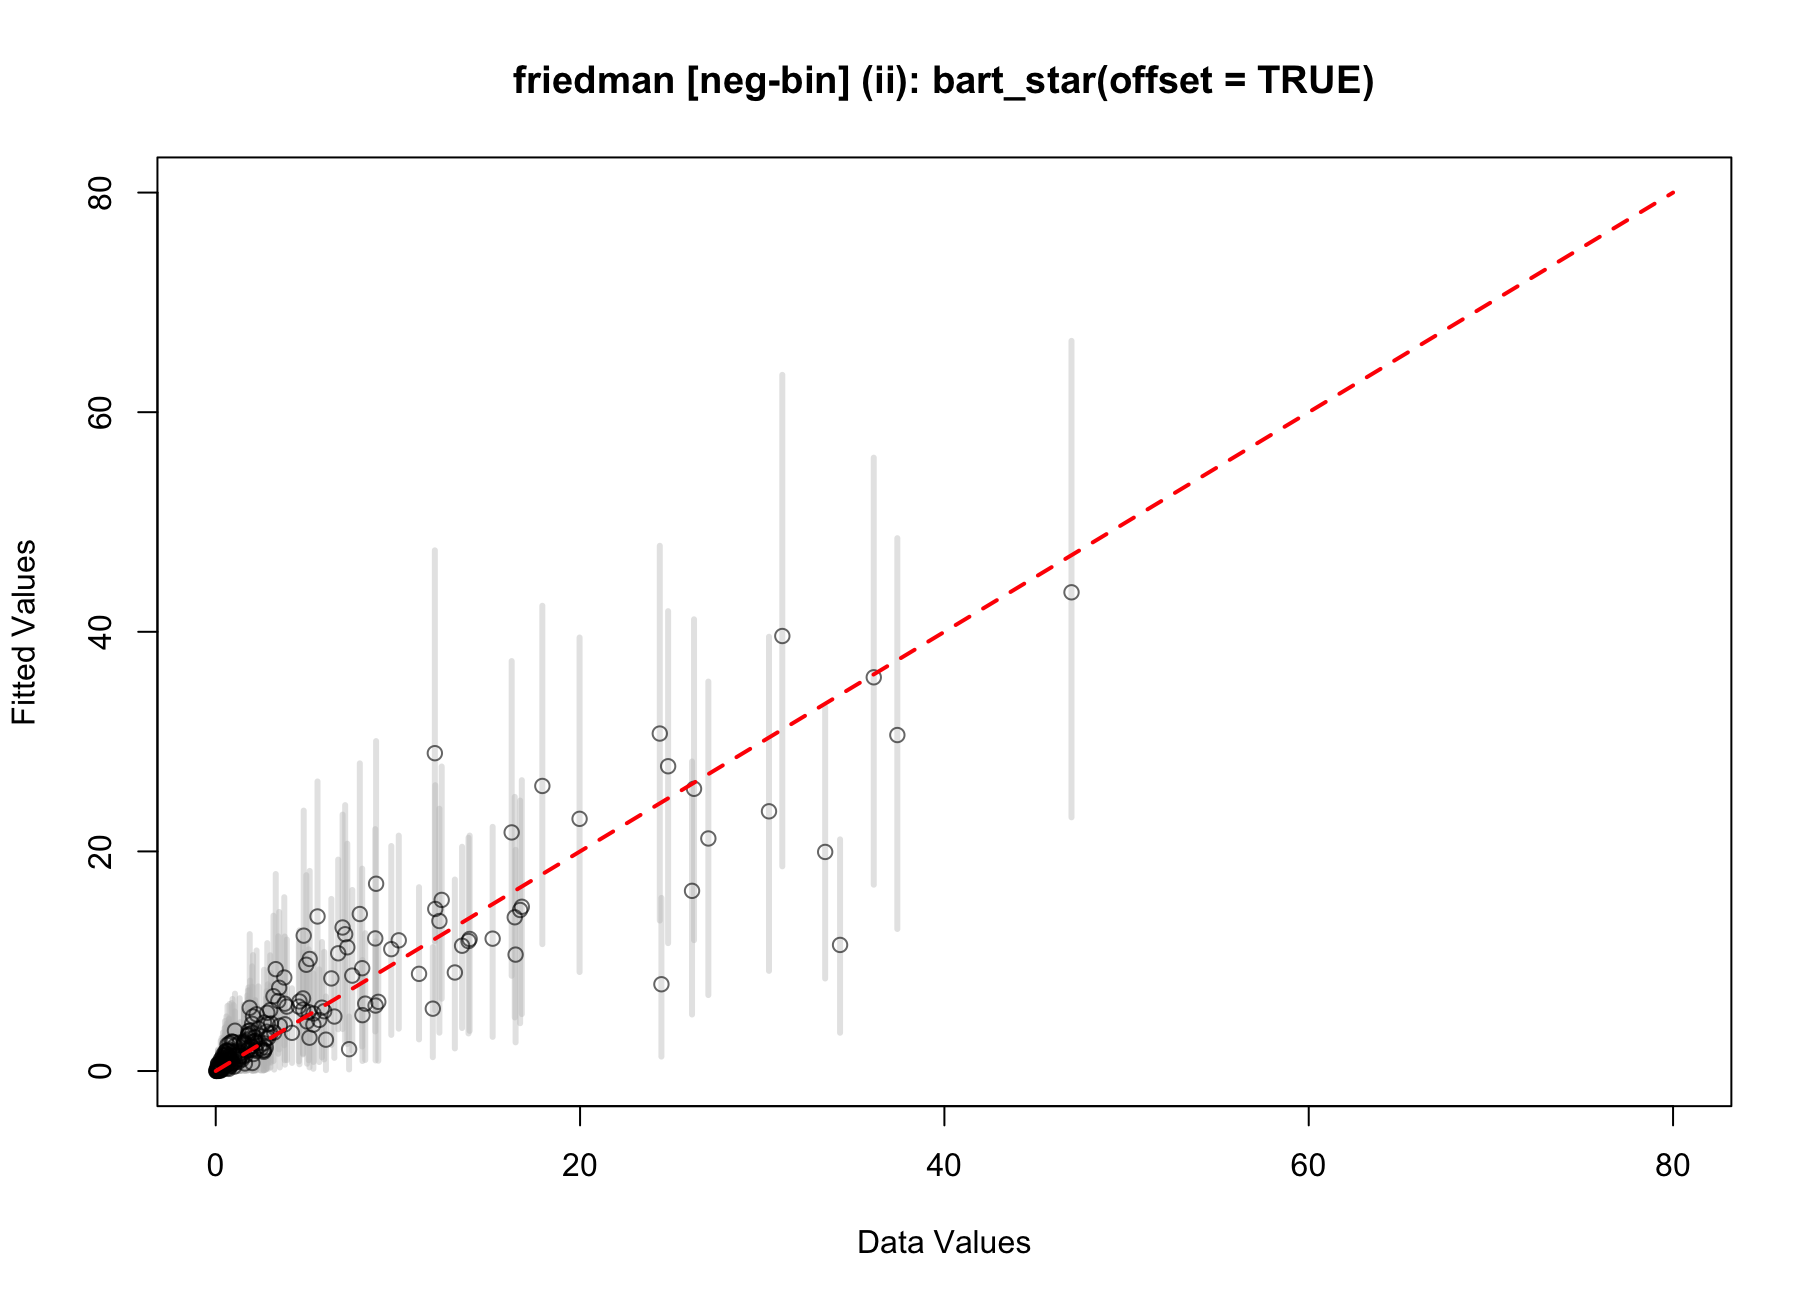 friedman [neg-bin] (ii): bart_star(offset = TRUE)
80
60
40
20
0
Fitted Values
0 20 40 60 80
Data Values